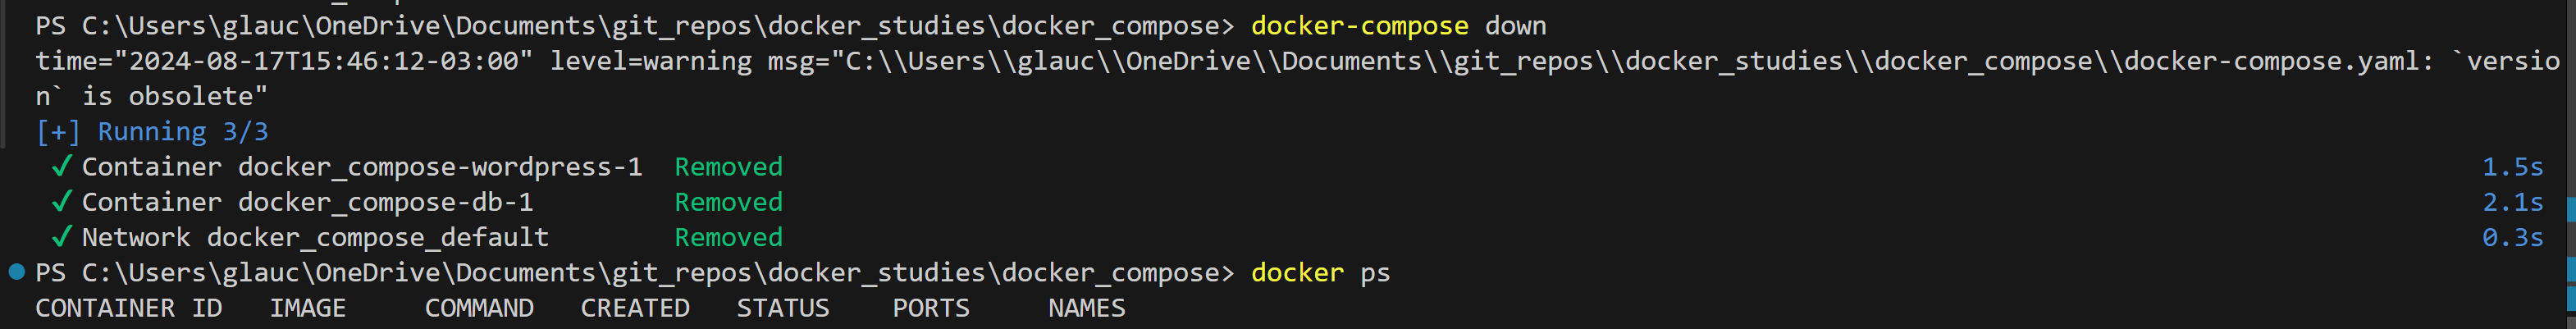 PS C:\Users\glauc\OneDrive\Documents\git_repos\docker_studies\docker_compose> docker-compose down
time="2024-08-17T15:46:12-03:00" level=warning msg="C:\\Users\\glauc\\OneDrive\\Documents\\git_repos\\docker_studies\\docker_compose\\docker-compose.yaml: `versio
n` is obsolete"
[+] Running 3/3
✓ Container docker_compose-wordpress-1 Removed 1.5s
✓ Container docker_compose-db-1 Removed 2.1s
✓ Network docker_compose_default Removed 0.3s
PS C:\Users\glauc\OneDrive\Documents\git_repos\docker_studies\docker_compose> docker ps
CONTAINER ID IMAGE COMMAND CREATED STATUS PORTS NAMES